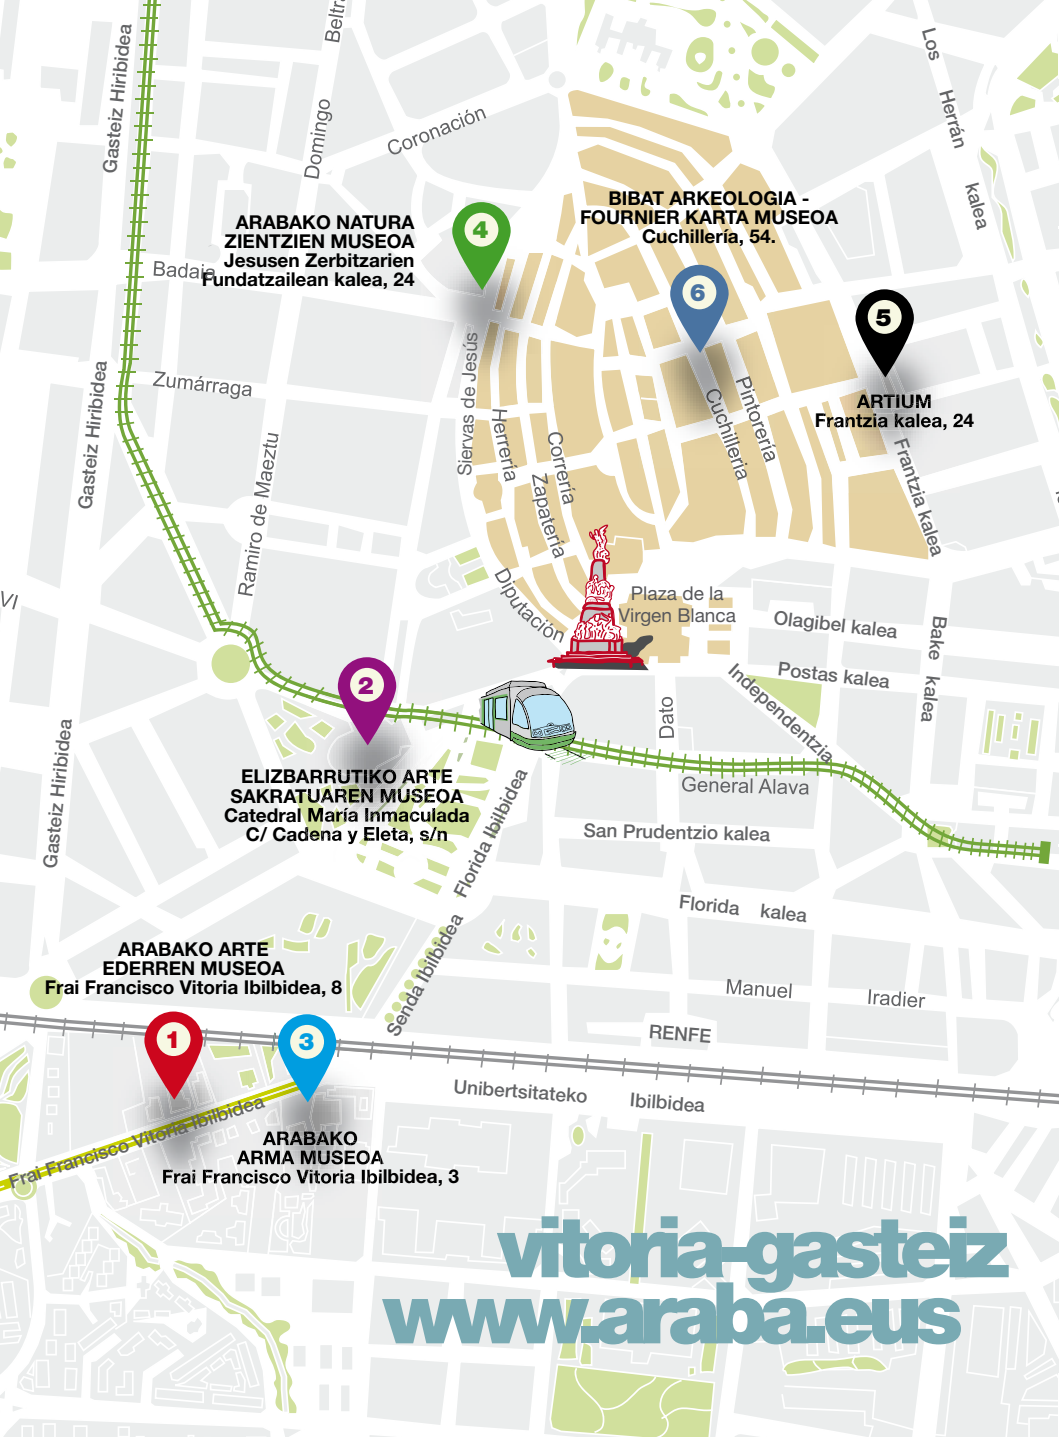 Gasteiz Hiribidea
Domingo
Coronación
Los
Herrán
kalea
ARABAKO NATURA
ZIENTZIEN MUSEOA
Jesusen Zerbitzarien
Fundatzailean kalea, 24
4
BIBAT ARKEOLOGIA -
FOURNIER KARTA MUSEOA
Cuchillería, 54.
6
5
ARTIUM
Frantzia kalea, 24
Badaia
Zumárraga
Gasteiz Hiribidea
Ramiro de Maeztu
Siervas de Jesús
Herrería
Correría
Zapatería
Cuchilleria
Pintorería
Frantzia kalea
Diputación
Plaza de la
Virgen Blanca
Olagibel kalea
Postas kalea
Bake kalea
Independentzia
Dato
VI
2
ELIZBARRUTIKO ARTE
SAKRATUAREN MUSEOA
Catedral María Inmaculada
C/ Cadena y Eleta, s/n
General Alava
San Prudentzio kalea
Gasteiz Hiribidea
Florida Ibilbidea
Florida kalea
Senda Ibilbidea
Manuel Iradier
ARABAKO ARTE
EDERREN MUSEOA
Frai Francisco Vitoria Ibilbidea, 8
1
3
RENFE
Unibertsitateko Ibilbidea
Frai Francisco Vitoria Ibilbidea
ARABAKO
ARMA MUSEOA
Frai Francisco Vitoria Ibilbidea, 3
vitoria-gasteiz
www.araba.eus